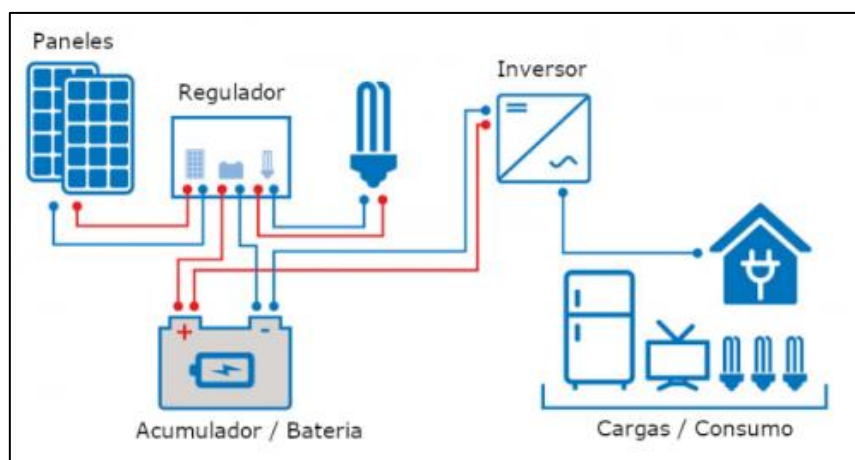 Paneles
Regulador
Inversor
+
-
Acumulador / Bateria
Cargas / Consumo